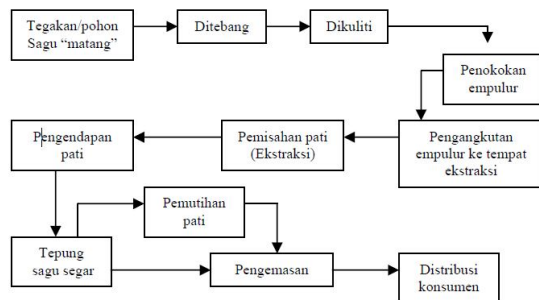 Tegakan/pohon
Sagu “matang”
Ditebang
Dikuliti
Penokokan
empulur
Pengangkutan
empulur ke tempat
ekstraksi
Pemisahan pati
(Ekstraksi)
Pengendapan
pati
Tepung
sagu segar
Pemutihan
pati
Pengemasan
Distribusi
konsumen